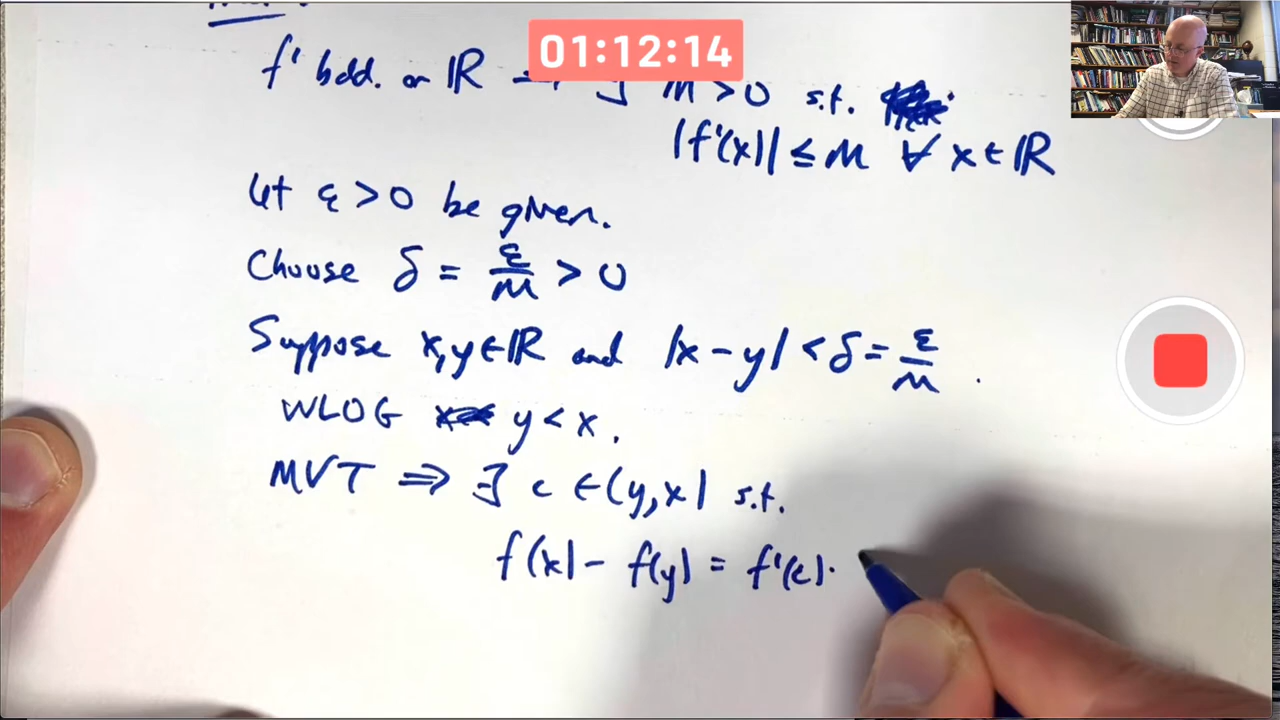 01:12:14
f' bdd. on ℝ ∃ M > 0 s.t.
|f'(x)| ≤ M ∀ x ∈ ℝ
Let ε > 0 be given.
Choose δ = ε/M > 0
Suppose x, y ∈ ℝ and |x - y| < δ = ε/M .
WLOG y < x .
MVT ⇒ ∃ c ∈ (y, x) s.t.
f(x) - f(y) = f'(c) ·